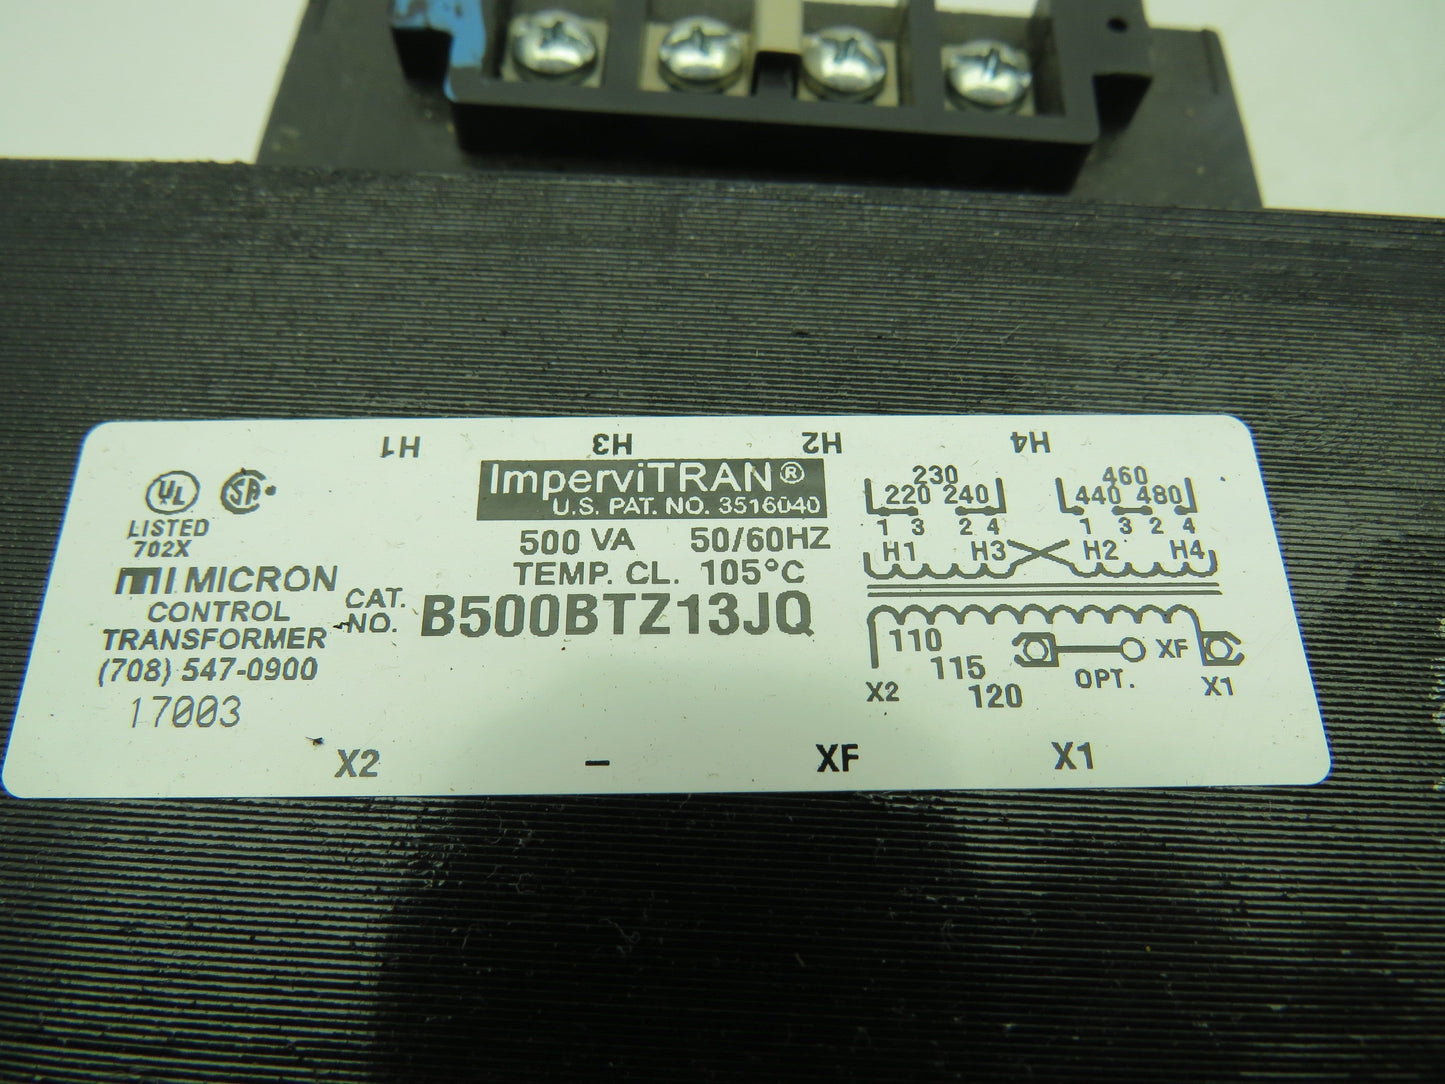 H1 H3 H2 H4
UL SA
LISTED
702X
MICRON
CONTROL
TRANSFORMER
(708) 547-0900
17003
ImperviTRAN®
U.S. PAT. NO. 3516040
500 VA 50/60HZ
TEMP. CL. 105°C
CAT.
NO. B500BTZ13JQ
230 460
220 240 440 480
1 3 2 4 1 3 2 4
H1 H3 H2 H4
110
115
120
OPT.
XF
X2 X1
X2 – XF X1